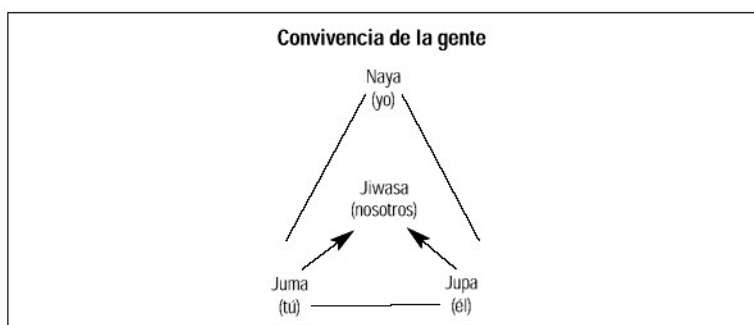 Convivencia de la gente
Naya
(yo)
Jiwasa
(nosotros)
Juma
(tú)
Jupa
(él)